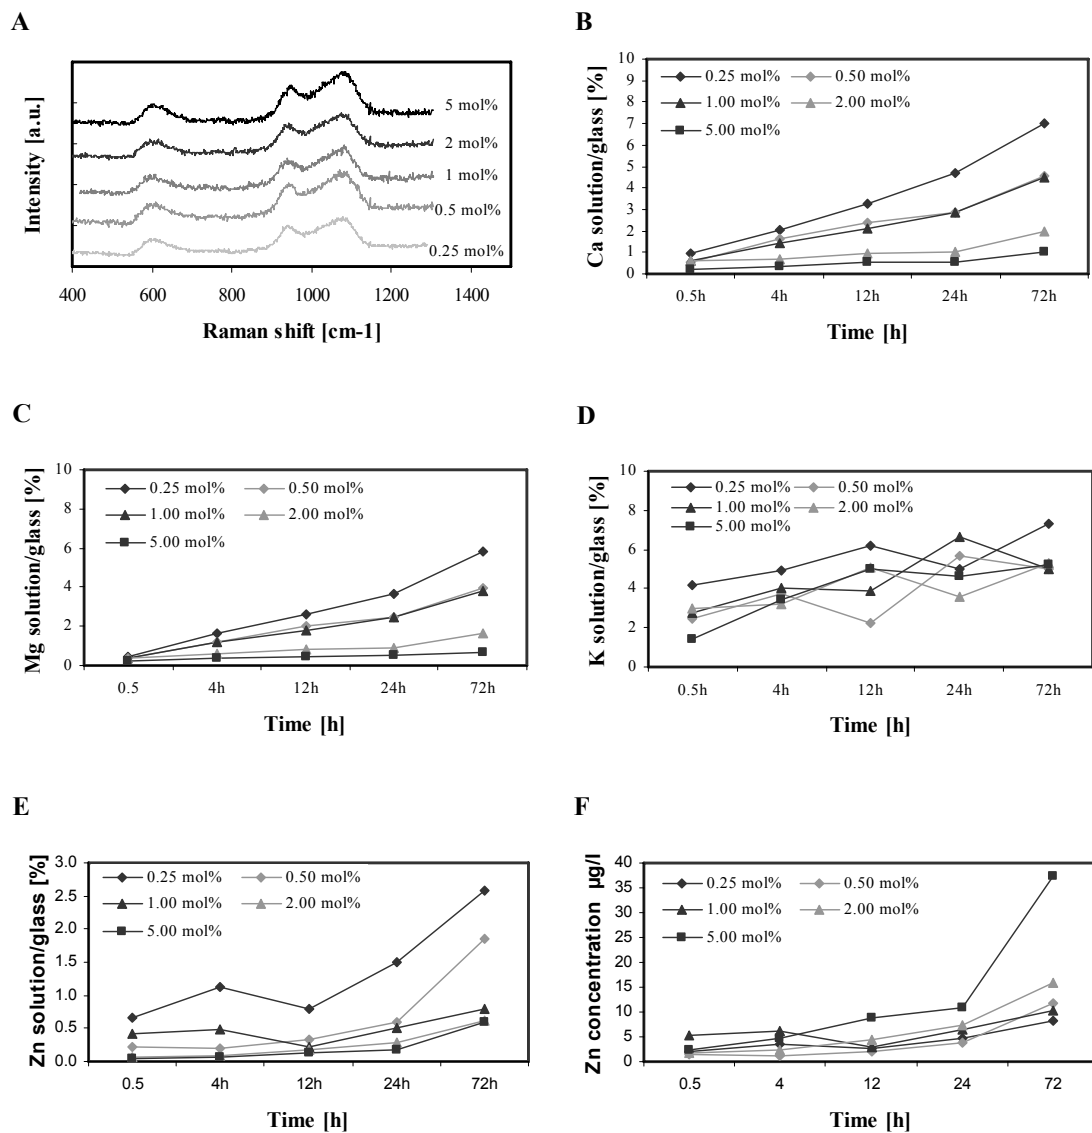 A
Intensity [a.u.]
5 mol%
2 mol%
1 mol%
0.5 mol%
0.25 mol%
400 600 800 1000 1200 1400
Raman shift [cm-1]
B
Ca solution/glass [%]
10
9
8
7
6
5
4
3
2
1
0
0.25 mol% 0.50 mol%
1.00 mol% 2.00 mol%
5.00 mol%
0.5h 4h 12h 24h 72h
Time [h]
C
Mg solution/glass [%]
10
8
6
4
2
0
0.25 mol% 0.50 mol%
1.00 mol% 2.00 mol%
5.00 mol%
0.5 4h 12h 24h 72h
Time [h]
D
K solution/glass [%]
10
8
6
4
2
0
0.25 mol% 0.50 mol%
1.00 mol% 2.00 mol%
5.00 mol%
0.5h 4h 12h 24h 72h
Time [h]
E
Zn solution/glass [%]
3.0
2.5
2.0
1.5
1.0
0.5
0.0
0.25 mol% 0.50 mol%
1.00 mol% 2.00 mol%
5.00 mol%
0.5 4h 12h 24h 72h
Time [h]
F
Zn concentration µg/l
40
35
30
25
20
15
10
5
0
0.25 mol% 0.50 mol%
1.00 mol% 2.00 mol%
5.00 mol%
0.5 4 12 24 72
Time [h]